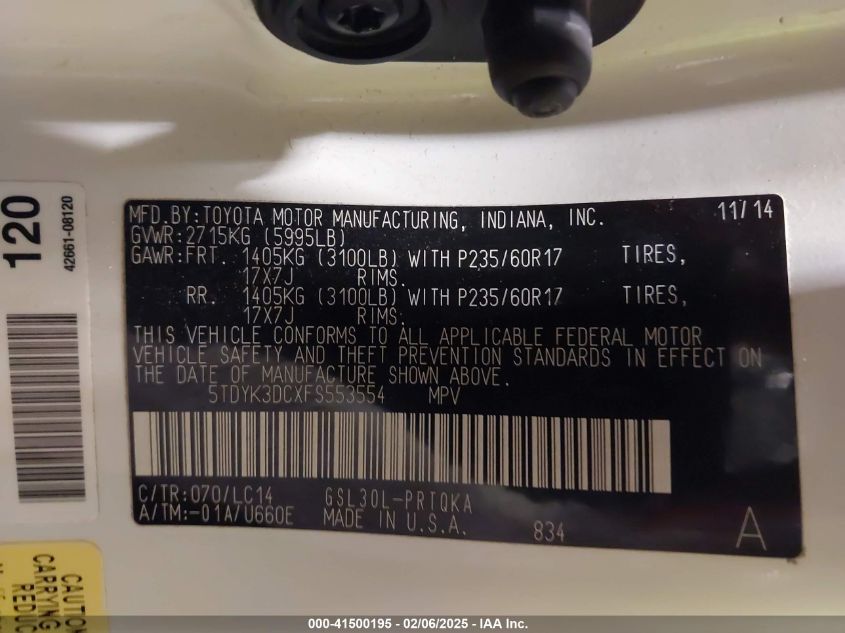 MFD.BY:TOYOTA MOTOR MANUFACTURING, INDIANA, INC. 11/14
GVWR:2715KG (5995LB)
GAWR:FRT. 1405KG (3100LB) WITH P235/60R17 TIRES,
17X7J RIMS.
RR. 1405KG (3100LB) WITH P235/60R17 TIRES,
17X7J RIMS.
THIS VEHICLE CONFORMS TO ALL APPLICABLE FEDERAL MOTOR
VEHICLE SAFETY AND THEFT PREVENTION STANDARDS IN EFFECT ON
THE DATE OF MANUFACTURE SHOWN ABOVE.
5TDYK3DCXFS553554 MPV
C/TR:070/LC14 GSL30L-PRTQKA
A/TM:-01A/U660E MADE IN U.S.A. 834 A
120
42661-08120
CAUTION
CARRYING
REDUC
000-41500195 - 02/06/2025 - IAA Inc.